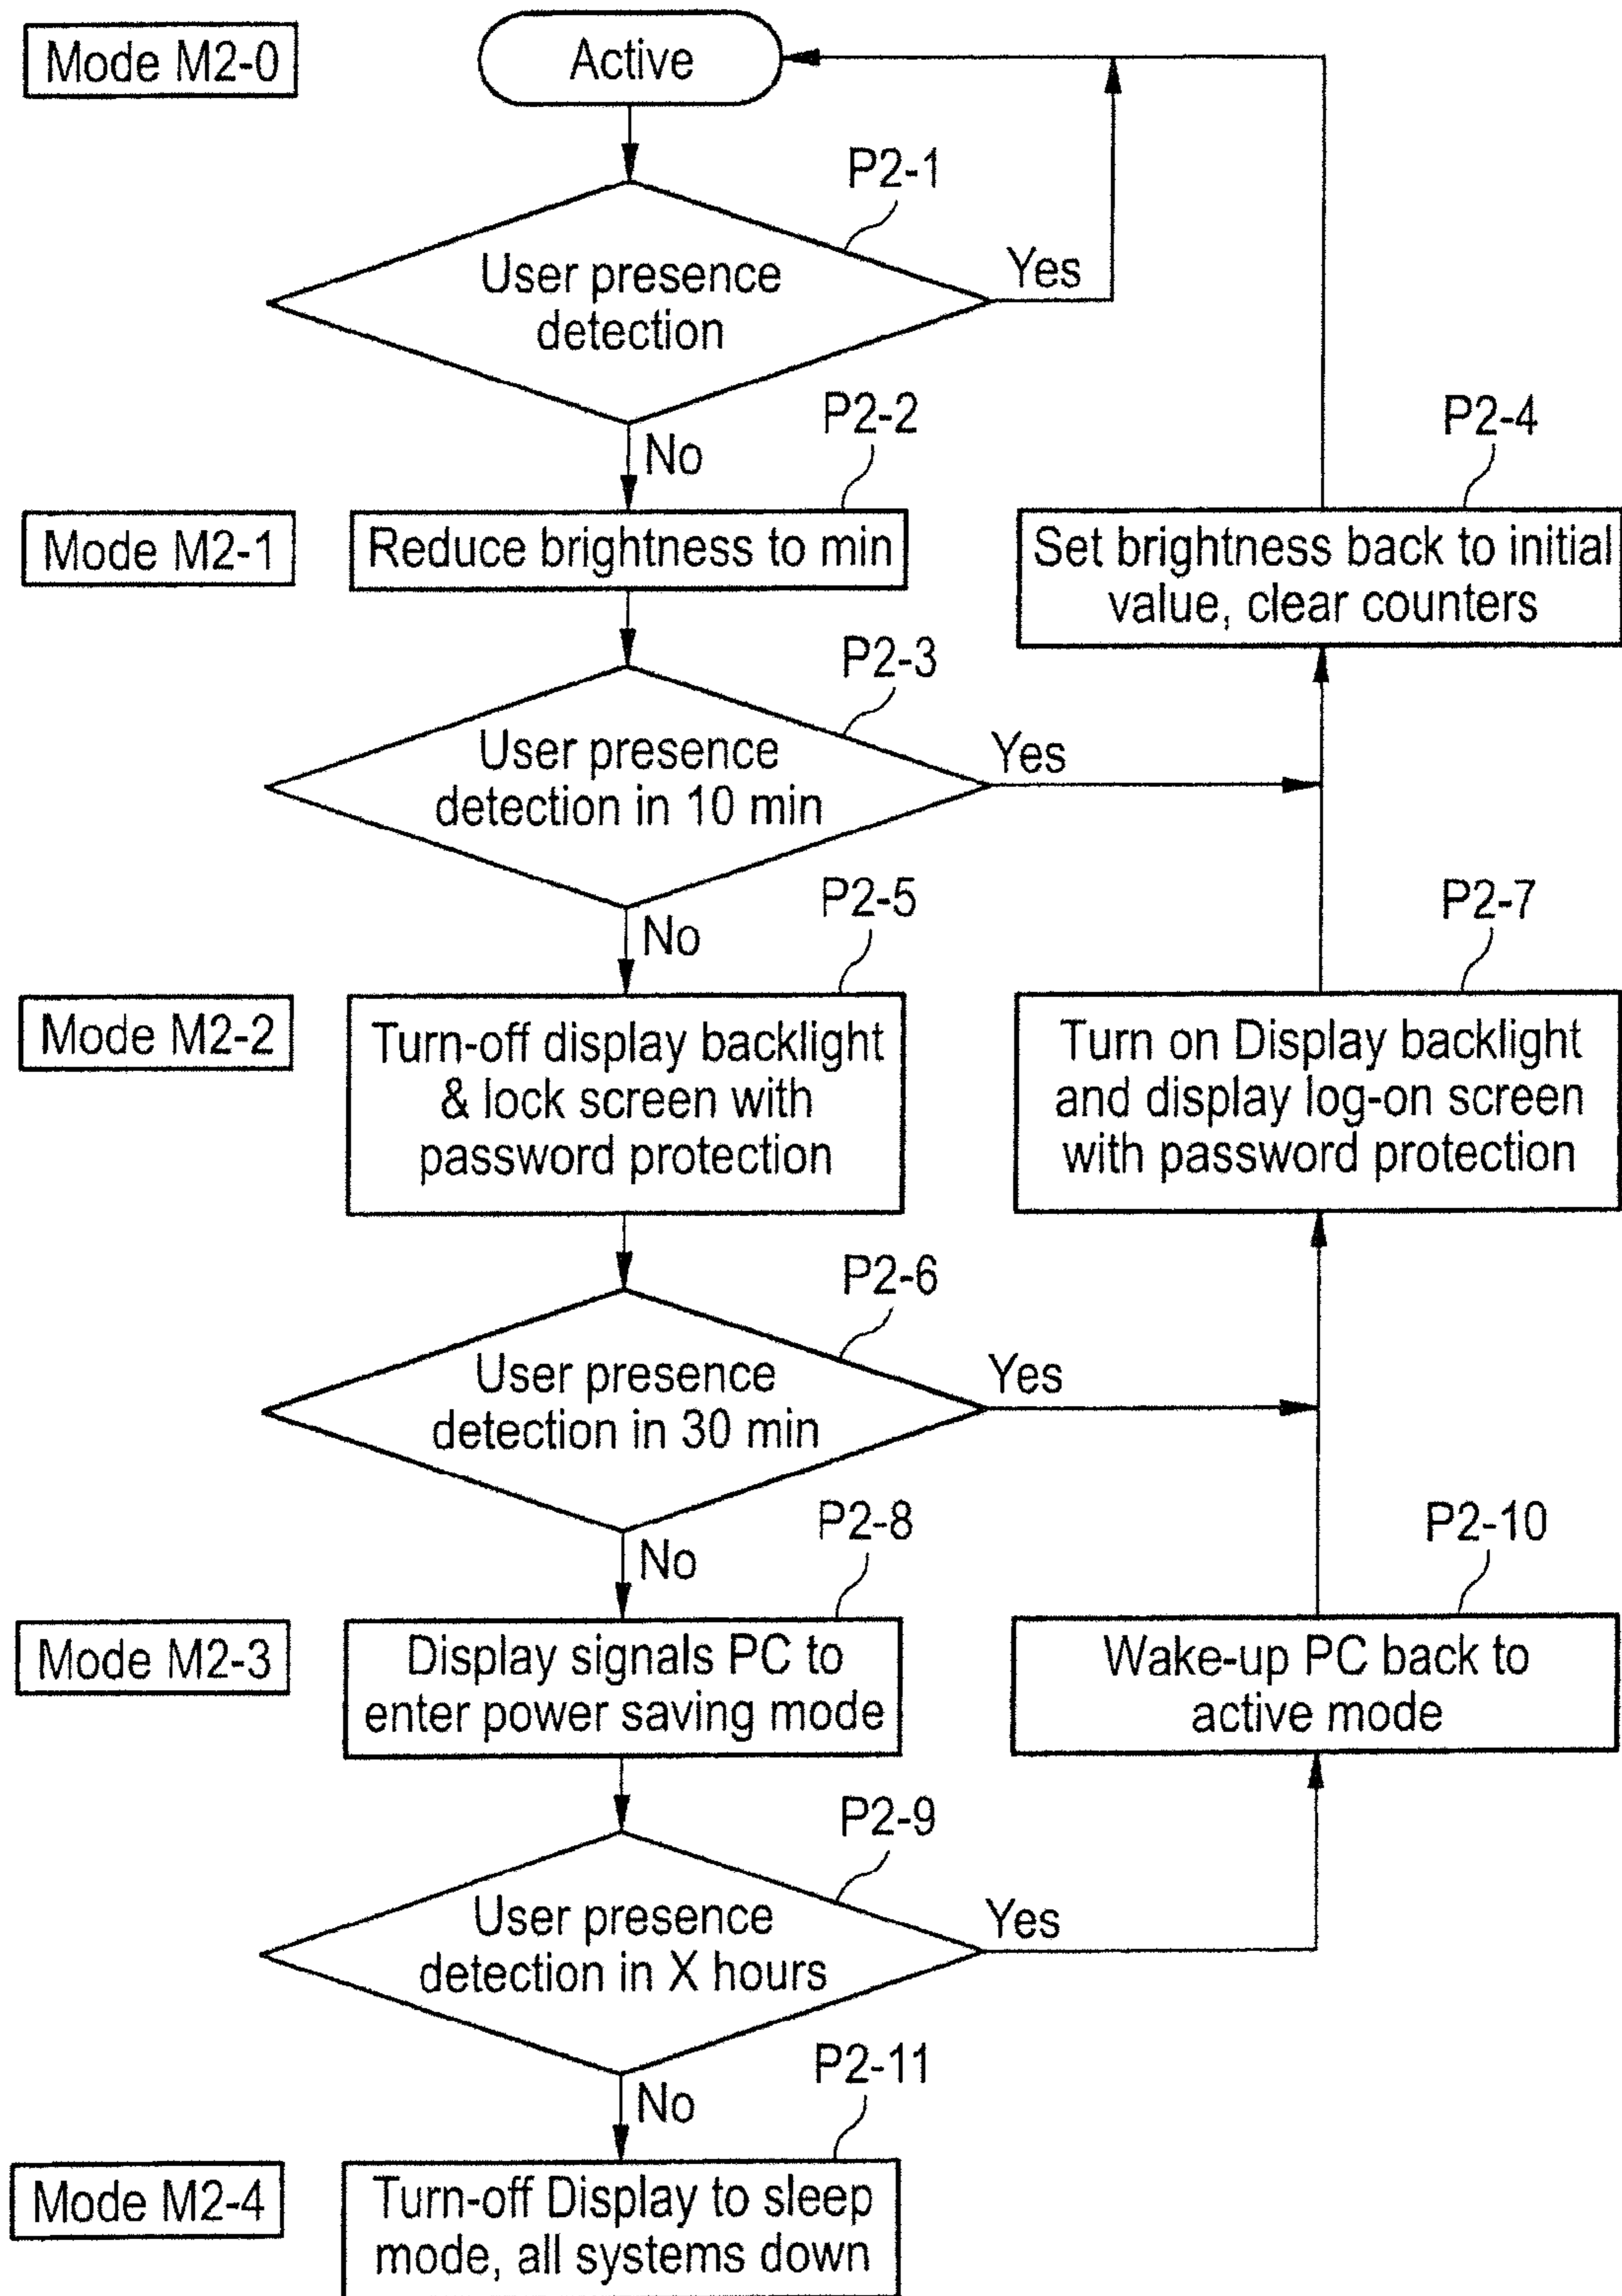 Mode M2-0
Active
P2-1
User presence
detection
Yes
P2-2
No
P2-4
Mode M2-1
Reduce brightness to min
Set brightness back to initial
value, clear counters
P2-3
User presence
detection in 10 min
Yes
P2-5
No
P2-7
Mode M2-2
Turn-off display backlight
& lock screen with
password protection
Turn on Display backlight
and display log-on screen
with password protection
P2-6
User presence
detection in 30 min
Yes
P2-8
No
P2-10
Mode M2-3
Display signals PC to
enter power saving mode
Wake-up PC back to
active mode
P2-9
User presence
detection in X hours
Yes
P2-11
No
Mode M2-4
Turn-off Display to sleep
mode, all systems down